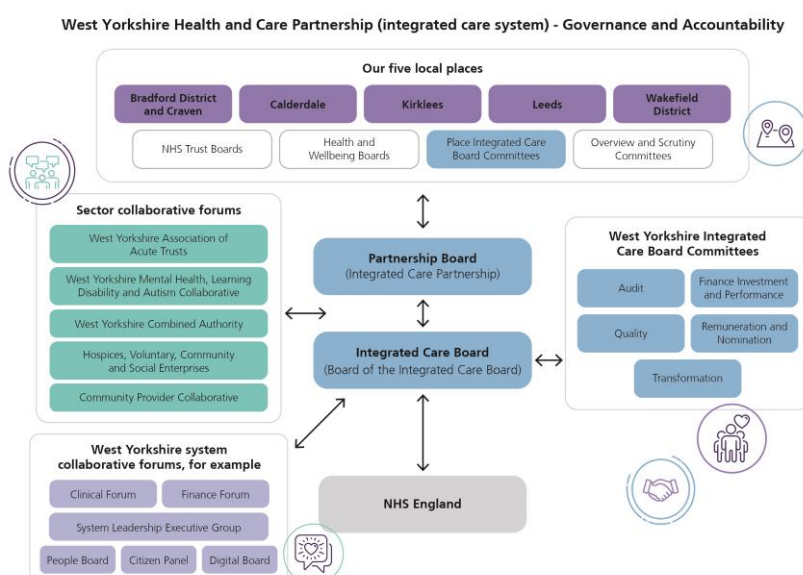 West Yorkshire Health and Care Partnership (integrated care system) - Governance and Accountability
Our five local places
Bradford District
and Craven
Calderdale
Kirklees
Leeds
Wakefield
District
NHS Trust Boards
Health and
Wellbeing Boards
Place Integrated Care
Board Committees
Overview and Scrutiny
Committees
Sector collaborative forums
West Yorkshire Association of
Acute Trusts
West Yorkshire Mental Health, Learning
Disability and Autism Collaborative
West Yorkshire Combined Authority
Hospices, Voluntary, Community
and Social Enterprises
Community Provider Collaborative
Partnership Board
(Integrated Care Partnership)
Integrated Care Board
(Board of the Integrated Care Board)
West Yorkshire Integrated
Care Board Committees
Audit
Finance Investment
and Performance
Quality
Remuneration and
Nomination
Transformation
West Yorkshire system
collaborative forums, for example
Clinical Forum
Finance Forum
System Leadership Executive Group
People Board
Citizen Panel
Digital Board
NHS England